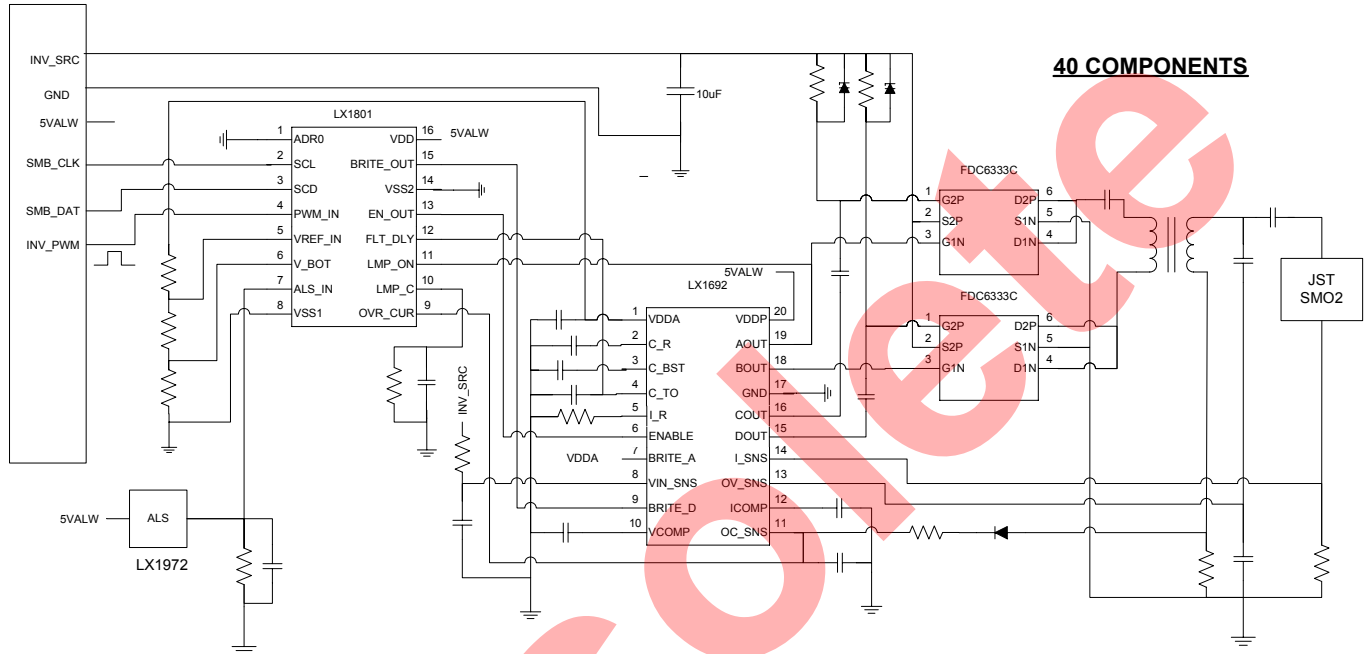 INV_SRC
GND
5VALW
SMB_CLK
SMB_DAT
INV_PWM
10uF
40 COMPONENTS
LX1801
1 ADR0
2 SCL
3 SCD
4 PWM_IN
5 VREF_IN
6 V_BOT
7 ALS_IN
8 VSS1
VDD 16
5VALW
BRITE_OUT 15
VSS2 14
EN_OUT 13
FLT_DLY 12
LMP_ON 11
LMP_C 10
OVR_CUR 9
INV_SRC
VDDA
5VALW
LX1692
1 VDDA
2 C_R
3 C_BST
4 C_TO
5 I_R
6 ENABLE
7 BRITE_A
8 VIN_SNS
9 BRITE_D
10 VCOMP
VDDP 20
AOUT 19
BOUT 18
GND 17
COUT 16
DOUT 15
I_SNS 14
OV_SNS 13
ICOMP 12
OC_SNS 11
FDC6333C
1 G2P
2 S2P
3 G1N
D2P 6
S1N 5
D1N 4
FDC6333C
1 G2P
2 S2P
3 G1N
D2P 6
S1N 5
D1N 4
JST
SMO2
5VALW
ALS
LX1972
solete